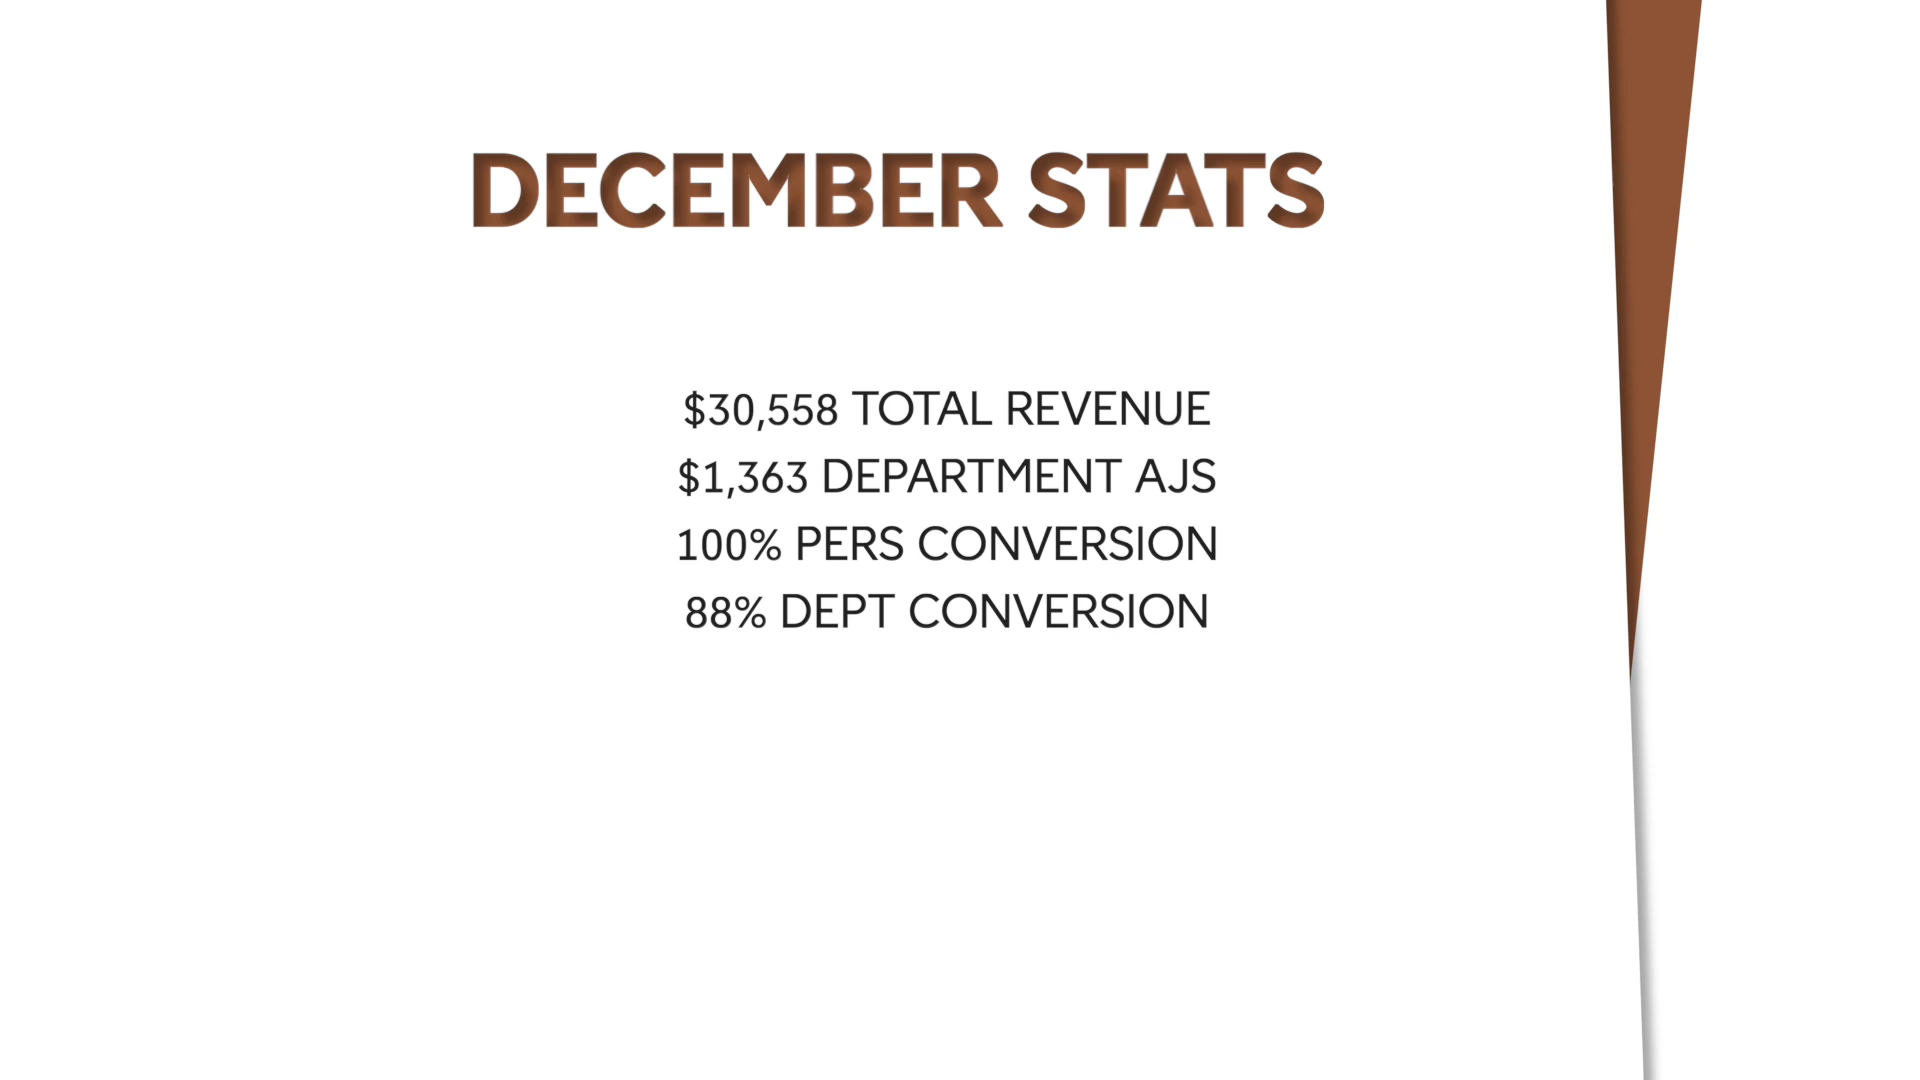 DECEMBER STATS
$30,558 TOTAL REVENUE
$1,363 DEPARTMENT AJS
100% PERS CONVERSION
88% DEPT CONVERSION